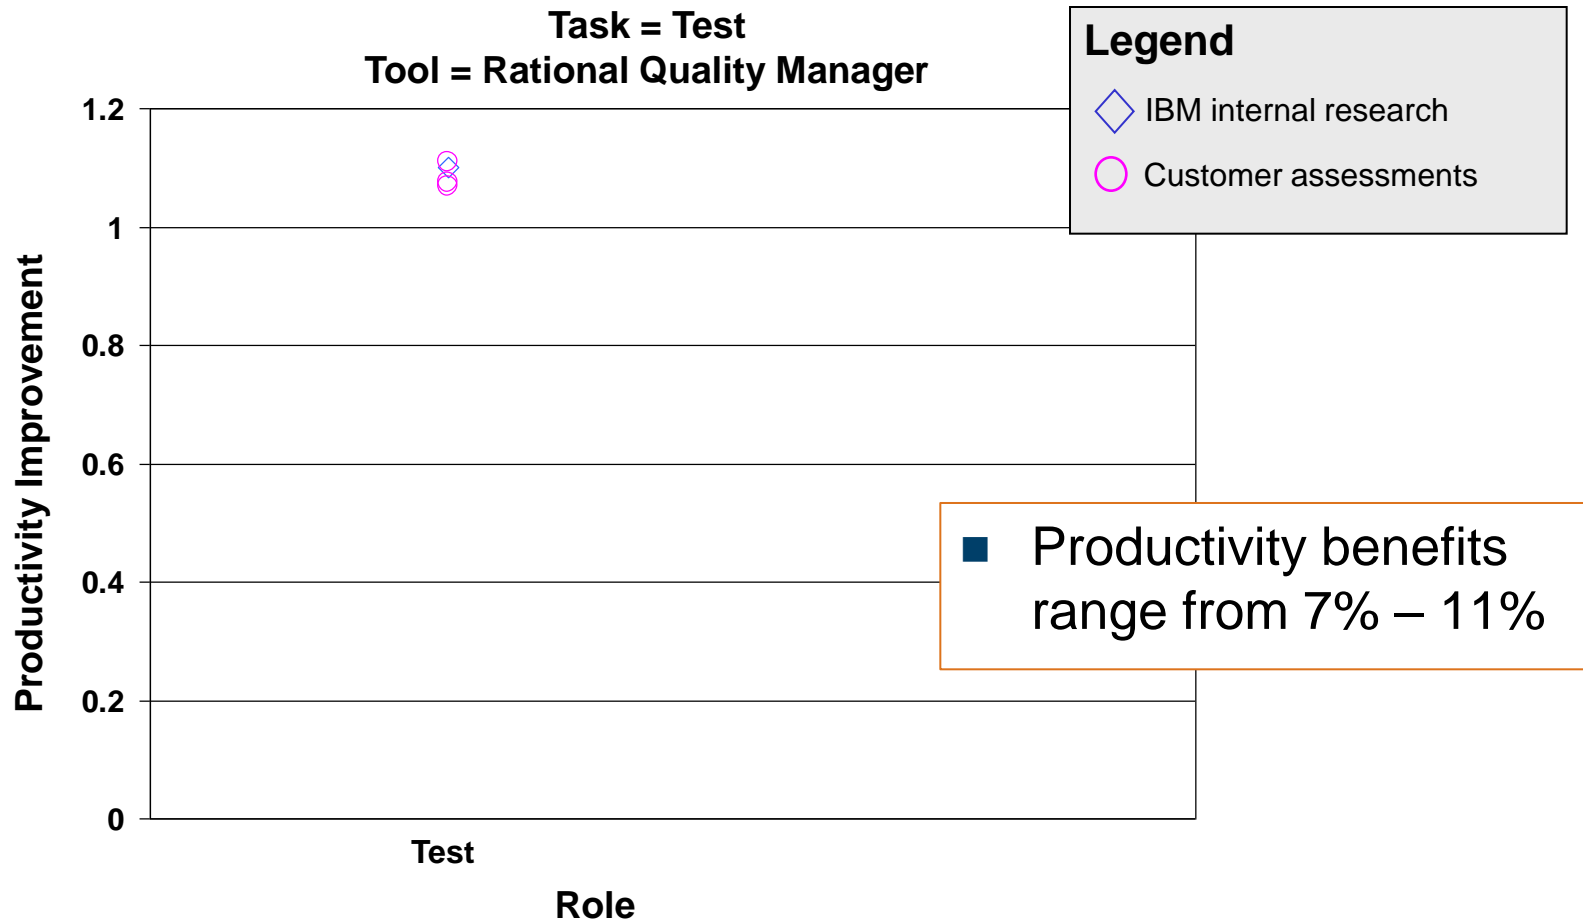 Task = Test
Tool = Rational Quality Manager
Legend
IBM internal research
Customer assessments
Productivity Improvement
1.2
1
0.8
0.6
0.4
0.2
0
Productivity benefits
range from 7% – 11%
Test
Role